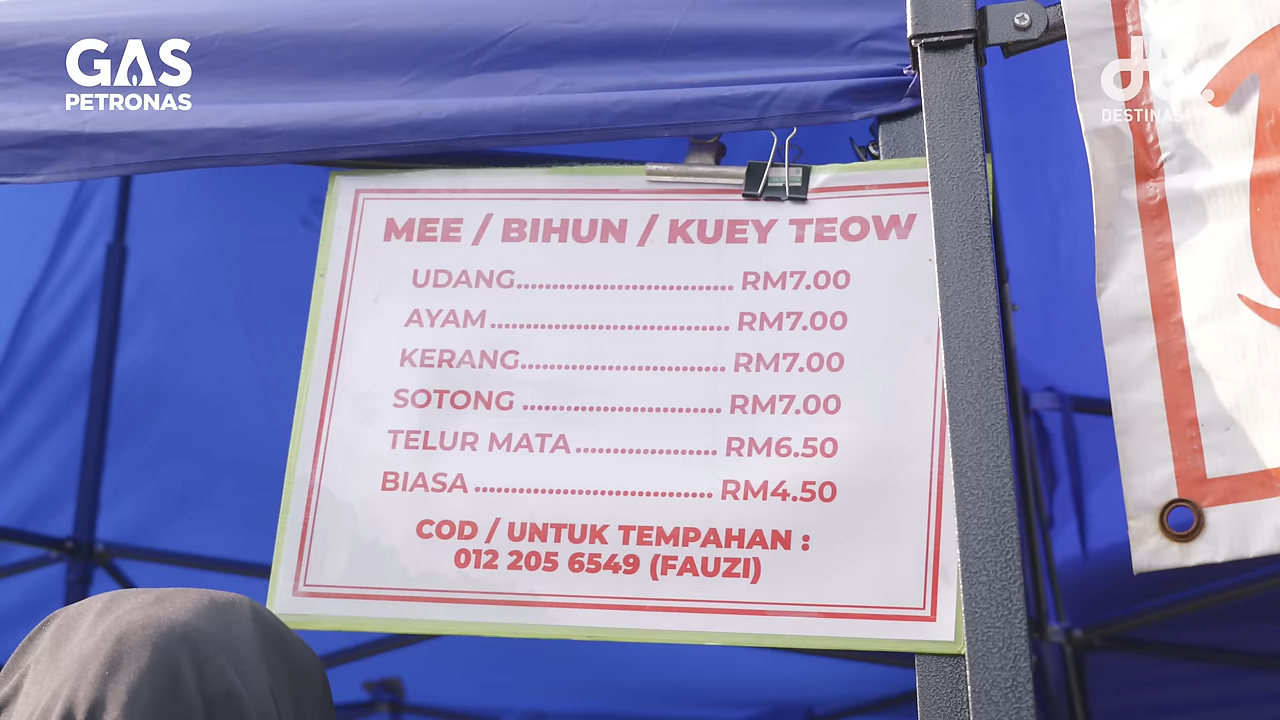 GAS
PETRONAS
DESTINASI
MEE / BIHUN / KUEY TEOW
UDANG.............................. RM7.00
AYAM................................. RM7.00
KERANG............................ RM7.00
SOTONG ........................... RM7.00
TELUR MATA.................... RM6.50
BIASA ................................. RM4.50
COD / UNTUK TEMPAHAN :
012 205 6549 (FAUZI)